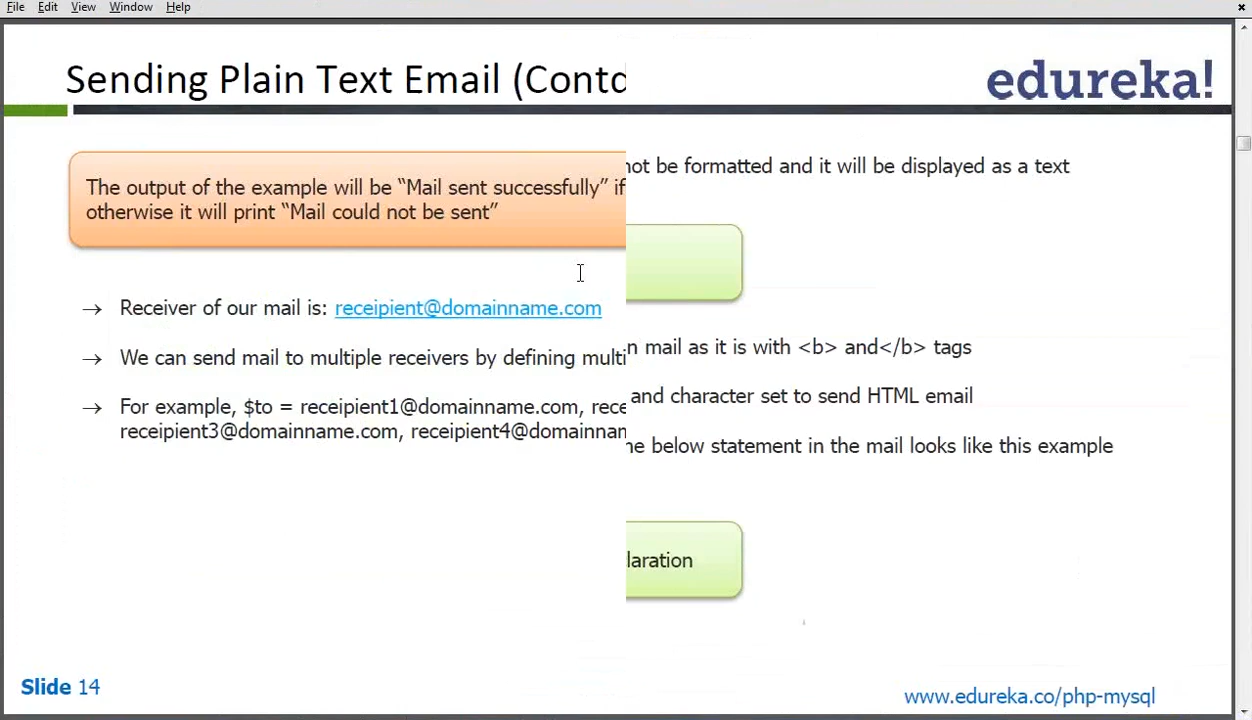 File Edit View Window Help
Sending Plain Text Email (Contd
edureka!
The output of the example will be “Mail sent successfully” if
otherwise it will print “Mail could not be sent”
→ Receiver of our mail is: receipient@domainname.com
→ We can send mail to multiple receivers by defining multi
→ For example, $to = receipient1@domainname.com, rece
receipient3@domainname.com, receipient4@domainnam
not be formatted and it will be displayed as a text
n mail as it is with <b> and</b> tags
and character set to send HTML email
ne below statement in the mail looks like this example
laration
Slide 14
www.edureka.co/php-mysql